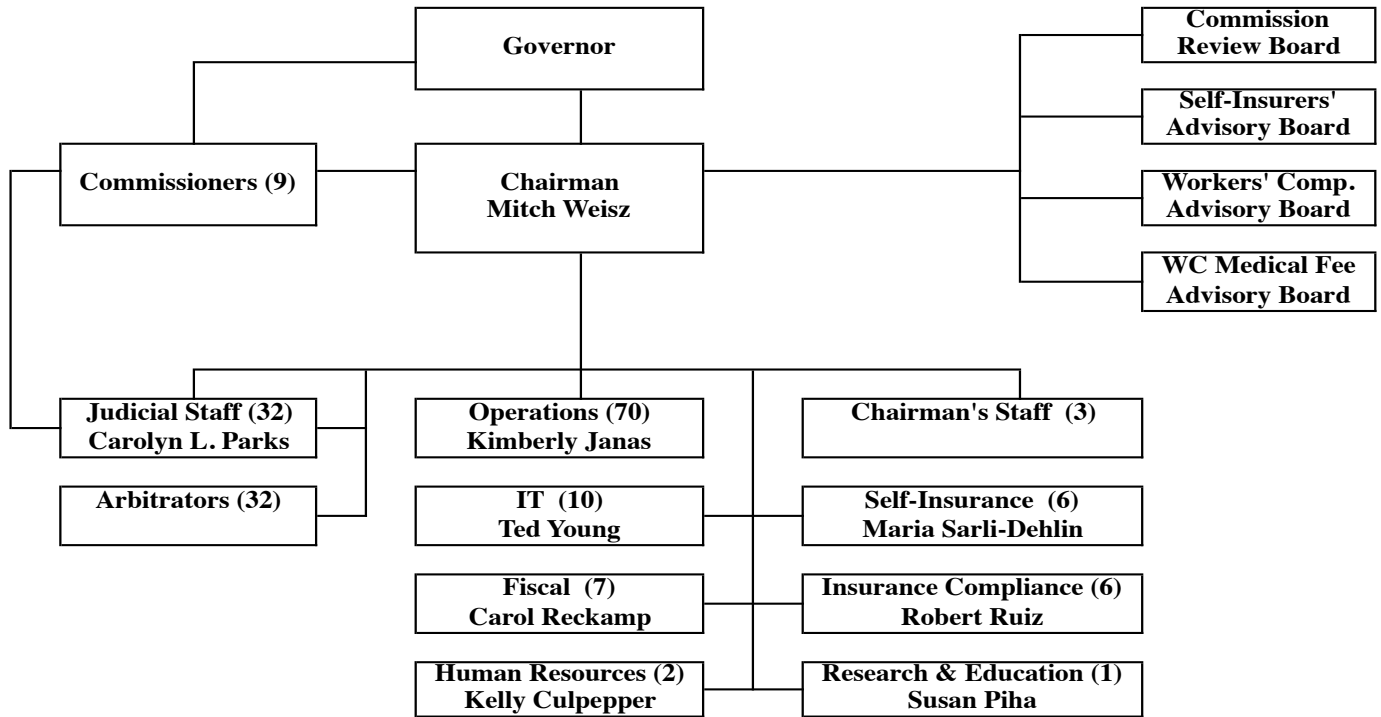 Governor
Commission
Review Board
Self-Insurers'
Advisory Board
Commissioners (9)
Chairman
Mitch Weisz
Workers' Comp.
Advisory Board
WC Medical Fee
Advisory Board
Judicial Staff (32)
Carolyn L. Parks
Operations (70)
Kimberly Janas
Chairman's Staff (3)
Arbitrators (32)
IT (10)
Ted Young
Self-Insurance (6)
Maria Sarli-Dehlin
Fiscal (7)
Carol Reckamp
Insurance Compliance (6)
Robert Ruiz
Human Resources (2)
Kelly Culpepper
Research & Education (1)
Susan Piha